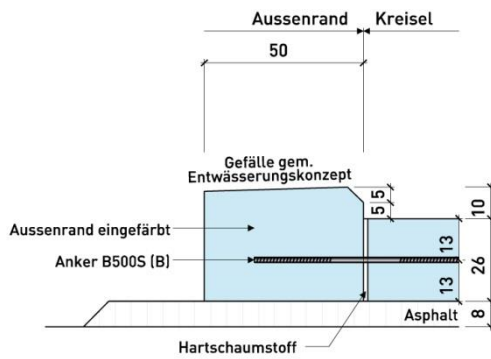 Aussenrand
Kreisel
50
Gefälle gem.
Entwässerungskonzept
5
5
10
Aussenrand eingefärbt
13
Anker B500S (B)
26
13
Asphalt
8
Hartschaumstoff